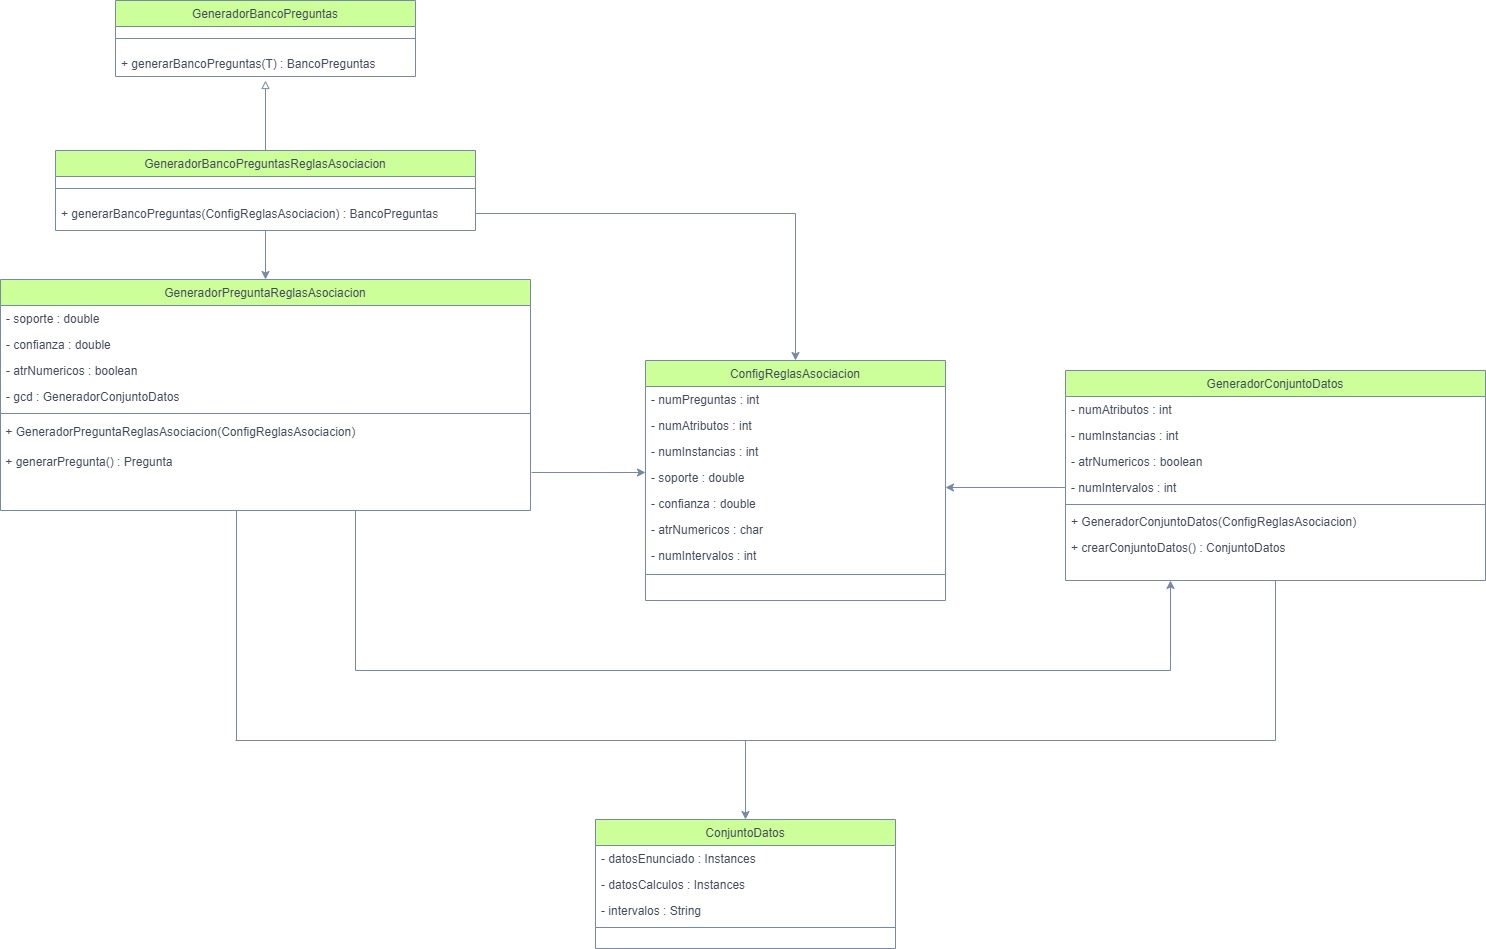 GeneradorBancoPreguntas
+ generarBancoPreguntas(T) : BancoPreguntas
GeneradorBancoPreguntasReglasAsociacion
+ generarBancoPreguntas(ConfigReglasAsociacion) : BancoPreguntas
GeneradorPreguntaReglasAsociacion
- soporte : double
- confianza : double
- atrNumericos : boolean
- gcd : GeneradorConjuntoDatos
+ GeneradorPreguntaReglasAsociacion(ConfigReglasAsociacion)
+ generarPregunta() : Pregunta
ConfigReglasAsociacion
- numPreguntas : int
- numAtributos : int
- numInstancias : int
- soporte : double
- confianza : double
- atrNumericos : char
- numIntervalos : int
GeneradorConjuntoDatos
- numAtributos : int
- numInstancias : int
- atrNumericos : boolean
- numIntervalos : int
+ GeneradorConjuntoDatos(ConfigReglasAsociacion)
+ crearConjuntoDatos() : ConjuntoDatos
ConjuntoDatos
- datosEnunciado : Instances
- datosCalculos : Instances
- intervalos : String